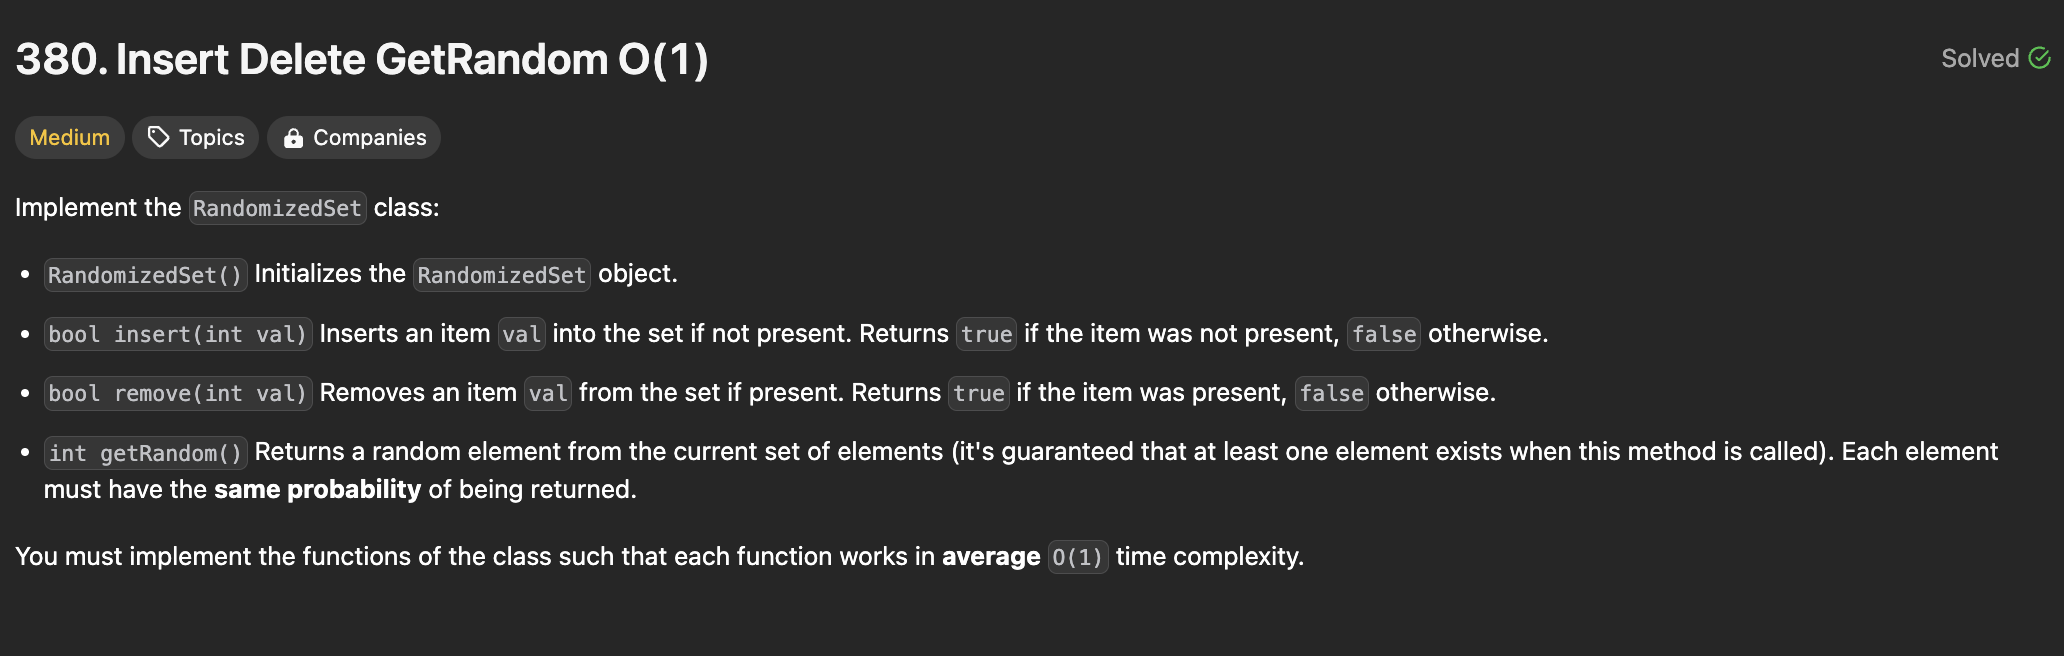 380. Insert Delete GetRandom O(1)
Solved
Medium
Topics
Companies
Implement the RandomizedSet class:
• RandomizedSet() Initializes the RandomizedSet object.
• bool insert(int val) Inserts an item val into the set if not present. Returns true if the item was not present, false otherwise.
• bool remove(int val) Removes an item val from the set if present. Returns true if the item was present, false otherwise.
• int getRandom() Returns a random element from the current set of elements (it's guaranteed that at least one element exists when this method is called). Each element
must have the same probability of being returned.
You must implement the functions of the class such that each function works in average O(1) time complexity.